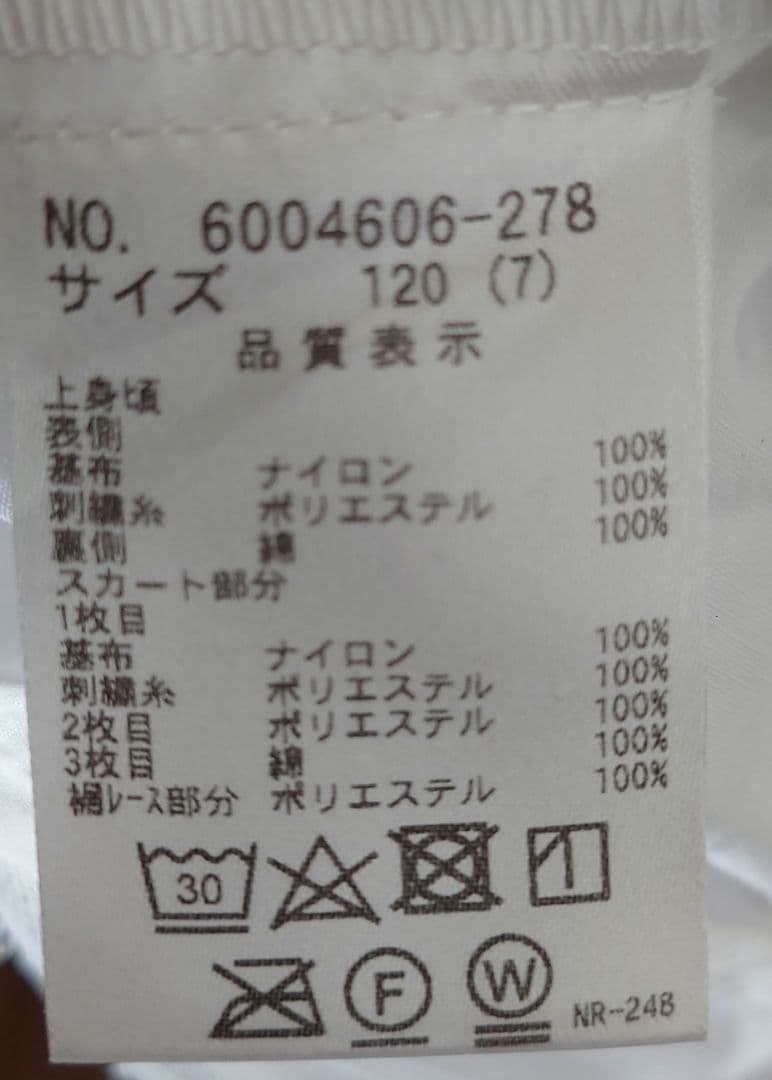 NO. 6004606-278
サイズ 120 (7)
品質表示
上身頃
表側
基布 ナイロン 100%
刺繍糸 ポリエステル 100%
裏側 綿 100%
スカート部分
1枚目
基布 ナイロン 100%
刺繍糸 ポリエステル 100%
2枚目 ポリエステル 100%
3枚目 綿 100%
裾レース部分 ポリエステル 100%
30
F W NR-248